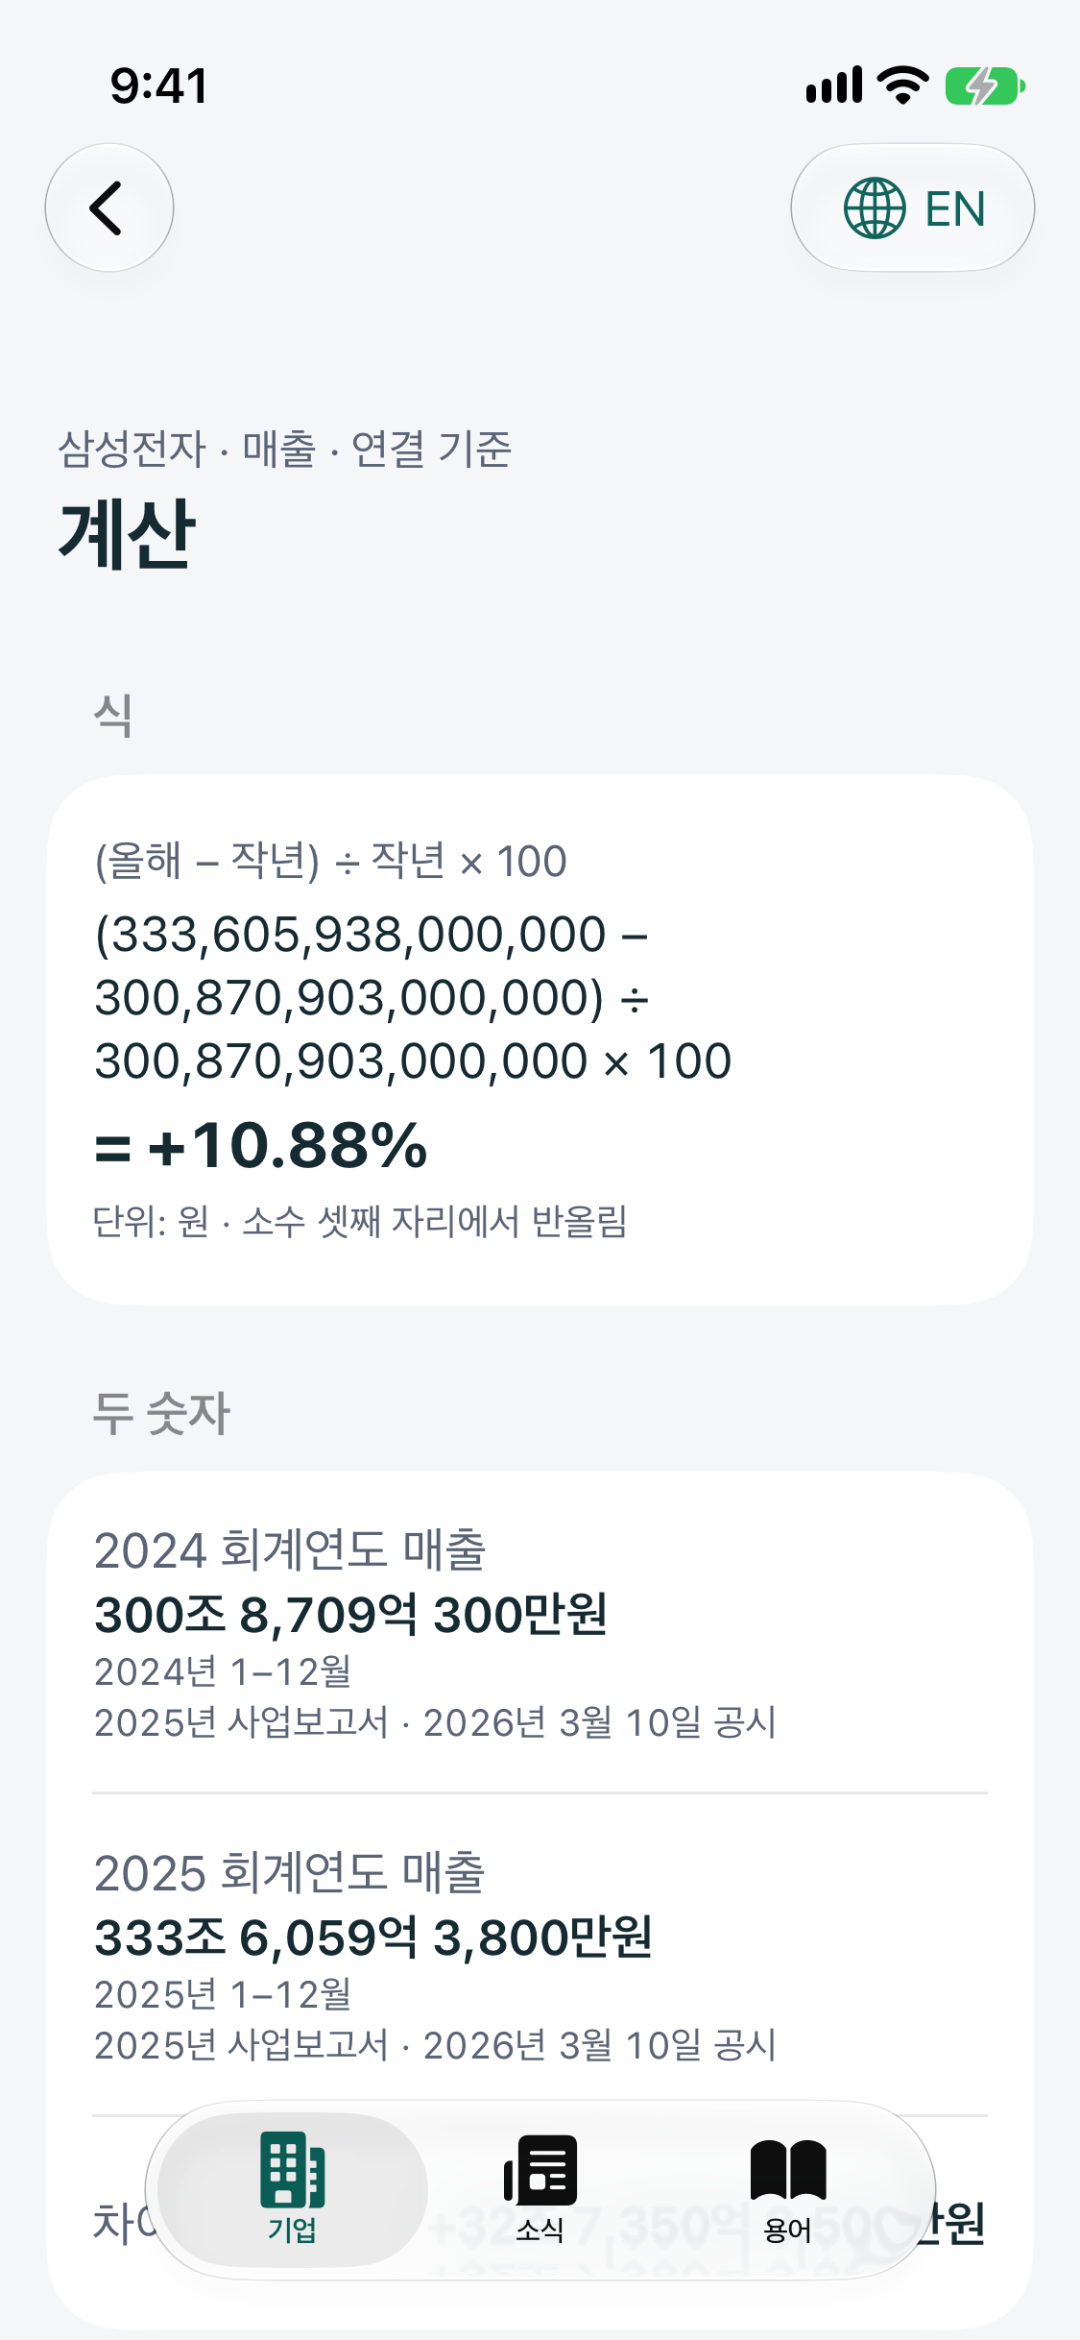 9:41
EN
삼성전자 · 매출 · 연결 기준
계산
식
(올해 – 작년) ÷ 작년 × 100
(333,605,938,000,000 –
300,870,903,000,000) ÷
300,870,903,000,000 × 100
= +10.88%
단위: 원 · 소수 셋째 자리에서 반올림
두 숫자
2024 회계연도 매출
300조 8,709억 300만원
2024년 1–12월
2025년 사업보고서 · 2026년 3월 10일 공시
2025 회계연도 매출
333조 6,059억 3,800만원
2025년 1–12월
2025년 사업보고서 · 2026년 3월 10일 공시
기업
소식
용어